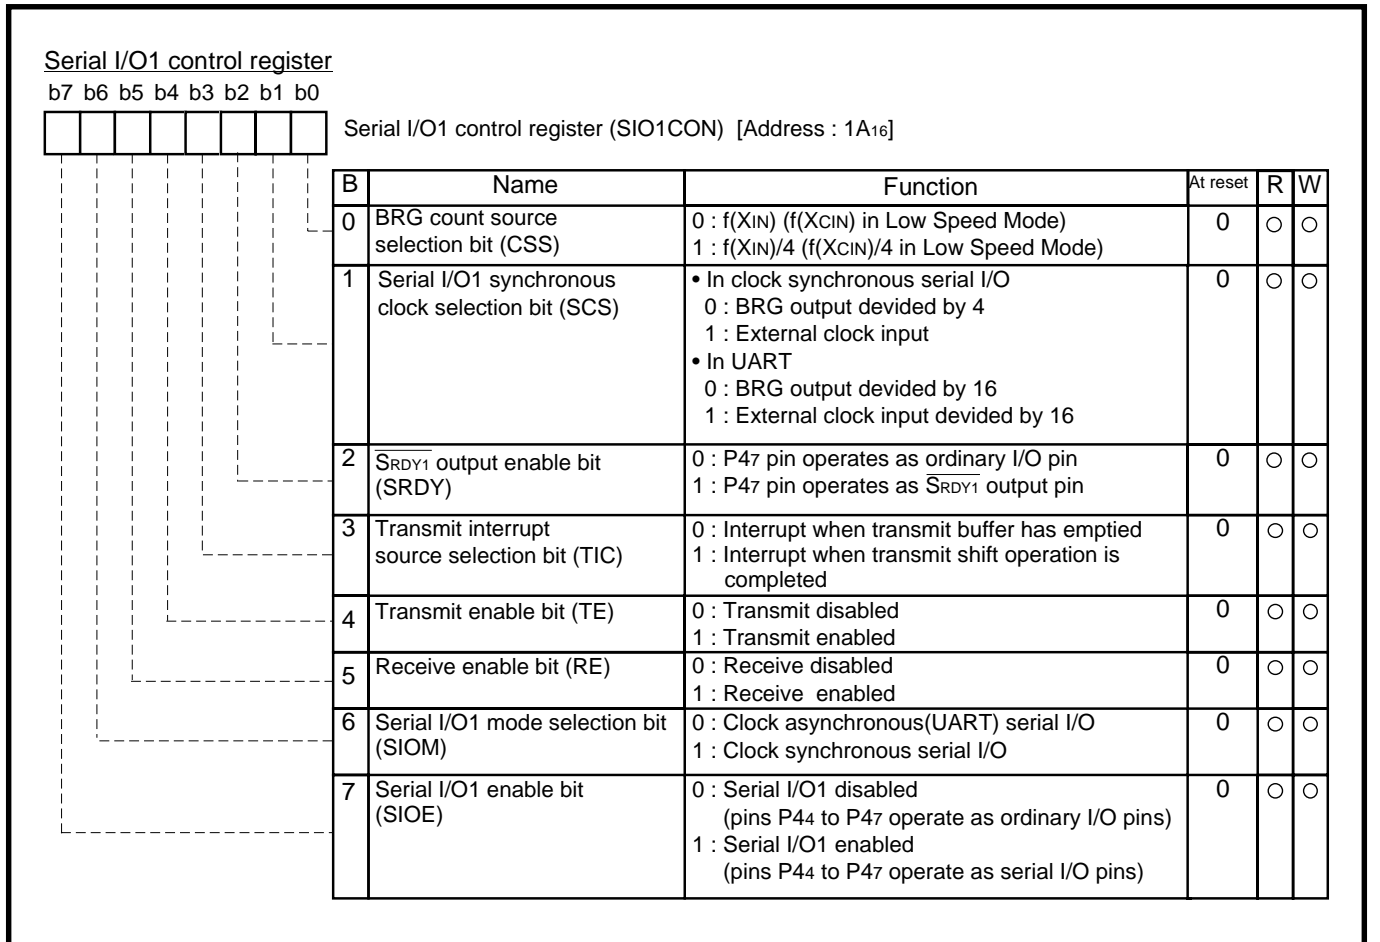 Serial I/O1 control register
b7 b6 b5 b4 b3 b2 b1 b0
Serial I/O1 control register (SIO1CON) [Address : 1A16]
B Name Function At reset R W
0 BRG count source selection bit (CSS) 0 : f(XIN) (f(XCIN) in Low Speed Mode) 0 ○ ○
1 : f(XIN)/4 (f(XCIN)/4 in Low Speed Mode)
1 Serial I/O1 synchronous clock selection bit (SCS) • In clock synchronous serial I/O 0 ○ ○
0 : BRG output devided by 4
1 : External clock input
• In UART
0 : BRG output devided by 16
1 : External clock input devided by 16
2 SRDY1 output enable bit (SRDY) 0 : P47 pin operates as ordinary I/O pin 0 ○ ○
1 : P47 pin operates as SRDY1 output pin
3 Transmit interrupt source selection bit (TIC) 0 : Interrupt when transmit buffer has emptied 0 ○ ○
1 : Interrupt when transmit shift operation is
completed
4 Transmit enable bit (TE) 0 : Transmit disabled 0 ○ ○
1 : Transmit enabled
5 Receive enable bit (RE) 0 : Receive disabled 0 ○ ○
1 : Receive enabled
6 Serial I/O1 mode selection bit (SIOM) 0 : Clock asynchronous(UART) serial I/O 0 ○ ○
1 : Clock synchronous serial I/O
7 Serial I/O1 enable bit (SIOE) 0 : Serial I/O1 disabled 0 ○ ○
(pins P44 to P47 operate as ordinary I/O pins)
1 : Serial I/O1 enabled
(pins P44 to P47 operate as serial I/O pins)